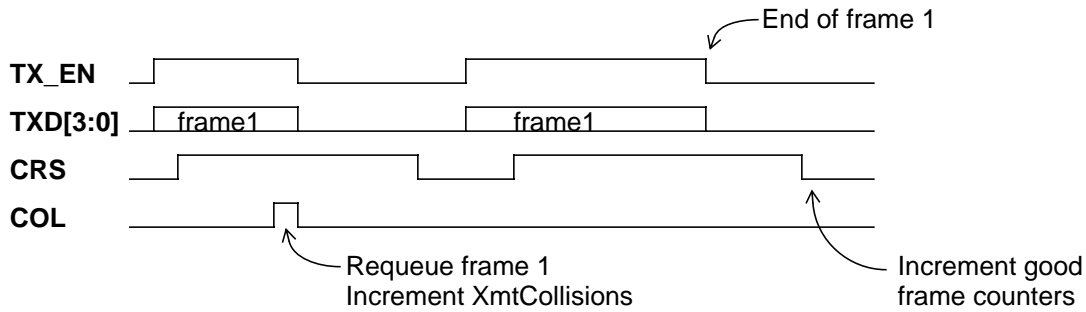 End of frame 1
TX_EN
TXD[3:0]
frame1
frame1
CRS
COL
Requeue frame 1
Increment XmtCollisions
Increment good
frame counters